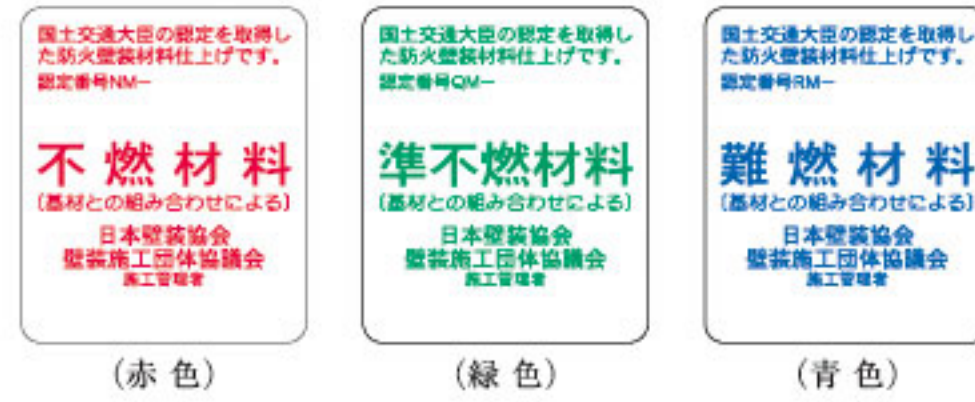 国土交通大臣の認定を取得し
た防火壁装材料仕上げです。
認定番号NM−
不燃材料
(基材との組み合わせによる)
日本壁装協会
壁装施工団体協議会
施工管理者
(赤 色)
国土交通大臣の認定を取得し
た防火壁装材料仕上げです。
認定番号QM−
準不燃材料
(基材との組み合わせによる)
日本壁装協会
壁装施工団体協議会
施工管理者
(緑 色)
国土交通大臣の認定を取得し
た防火壁装材料仕上げです。
認定番号RM−
難燃材料
(基材との組み合わせによる)
日本壁装協会
壁装施工団体協議会
施工管理者
(青 色)